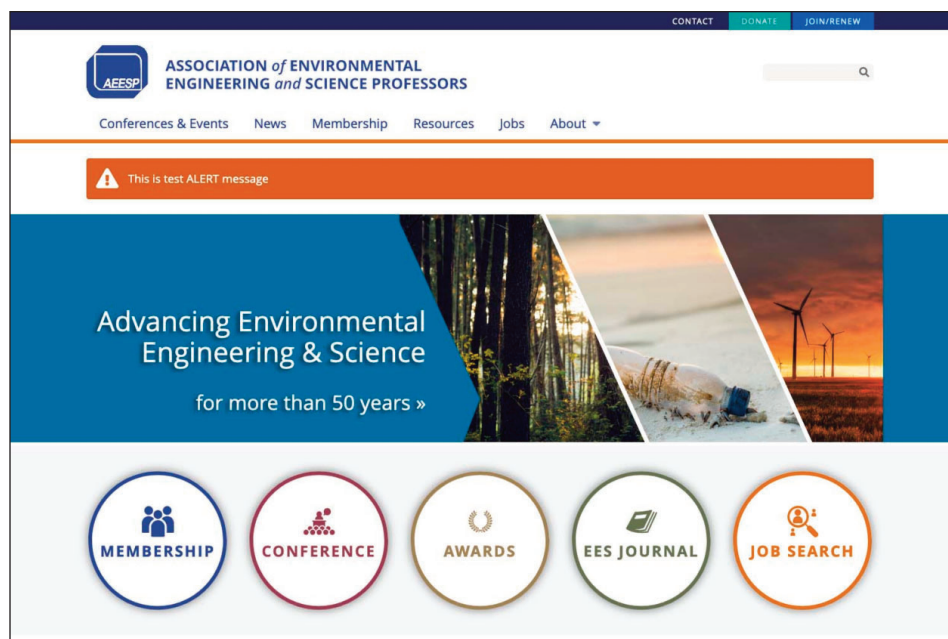 CONTACT
DONATE
JOIN/RENEW
AEESP
ASSOCIATION of ENVIRONMENTAL
ENGINEERING and SCIENCE PROFESSORS
Conferences & Events News Membership Resources Jobs About
This is test ALERT message
Advancing Environmental
Engineering & Science
for more than 50 years »
MEMBERSHIP
CONFERENCE
AWARDS
EES JOURNAL
JOB SEARCH